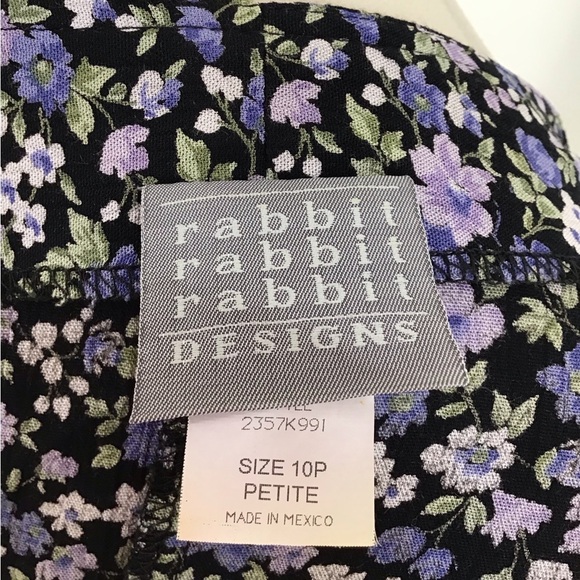 rabbit
rabbit
rabbit
DESIGNS
2357K991
SIZE 10P
PETITE
MADE IN MEXICO